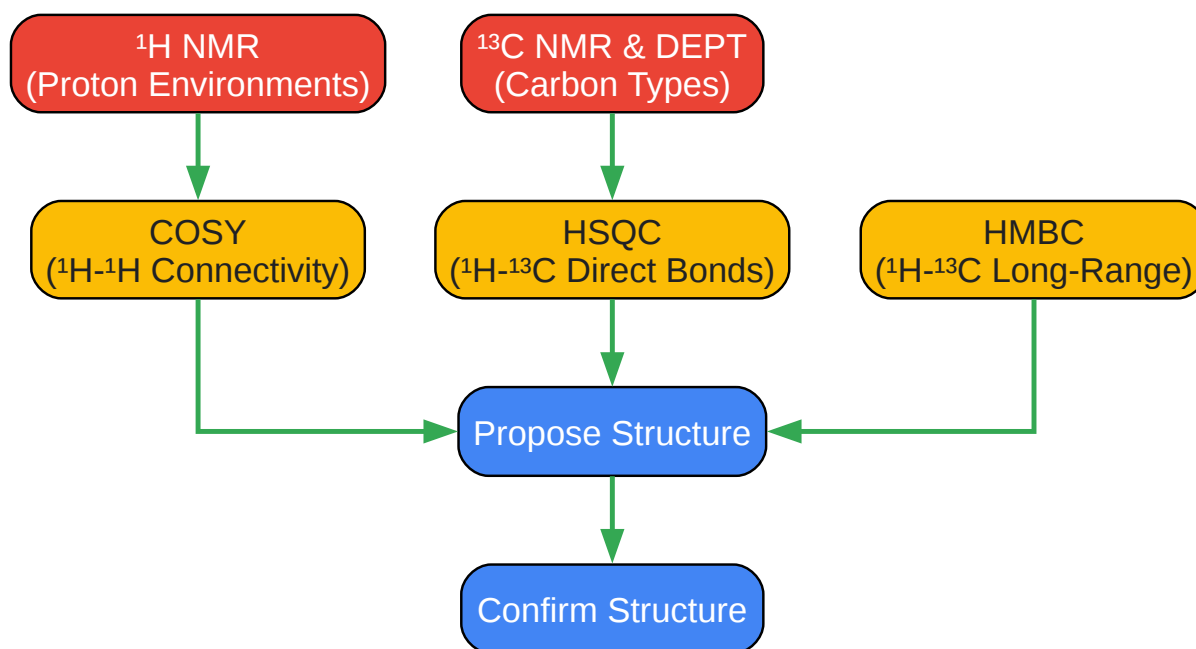 ¹H NMR
(Proton Environments)
¹³C NMR & DEPT
(Carbon Types)
COSY
(¹H-¹H Connectivity)
HSQC
(¹H-¹³C Direct Bonds)
HMBC
(¹H-¹³C Long-Range)
Propose Structure
Confirm Structure